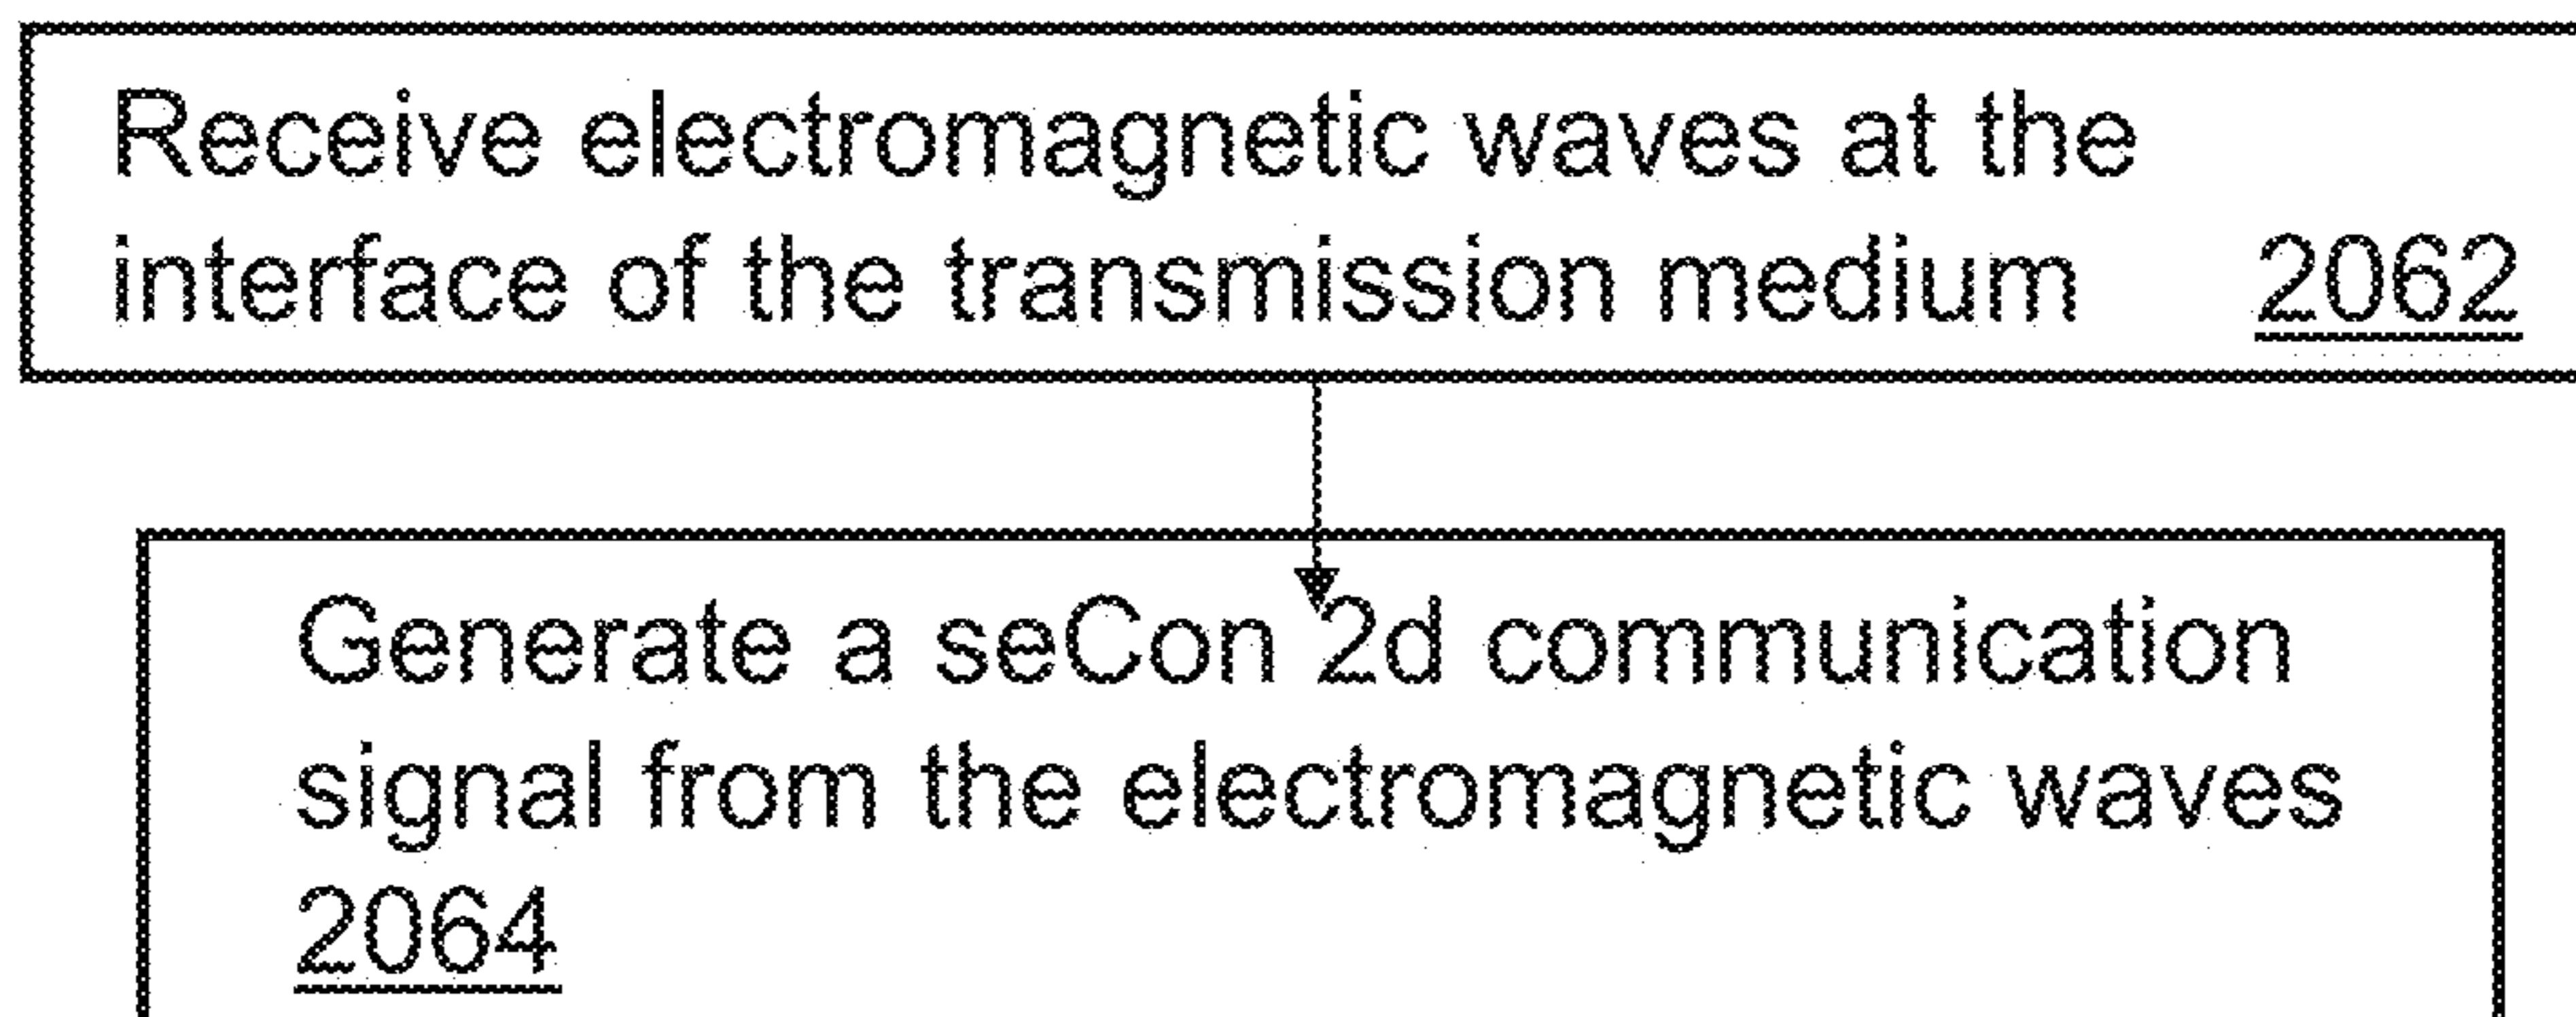 Receive electromagnetic waves at the
interface of the transmission medium 2062
Generate a seCon 2d communication
signal from the electromagnetic waves
2064